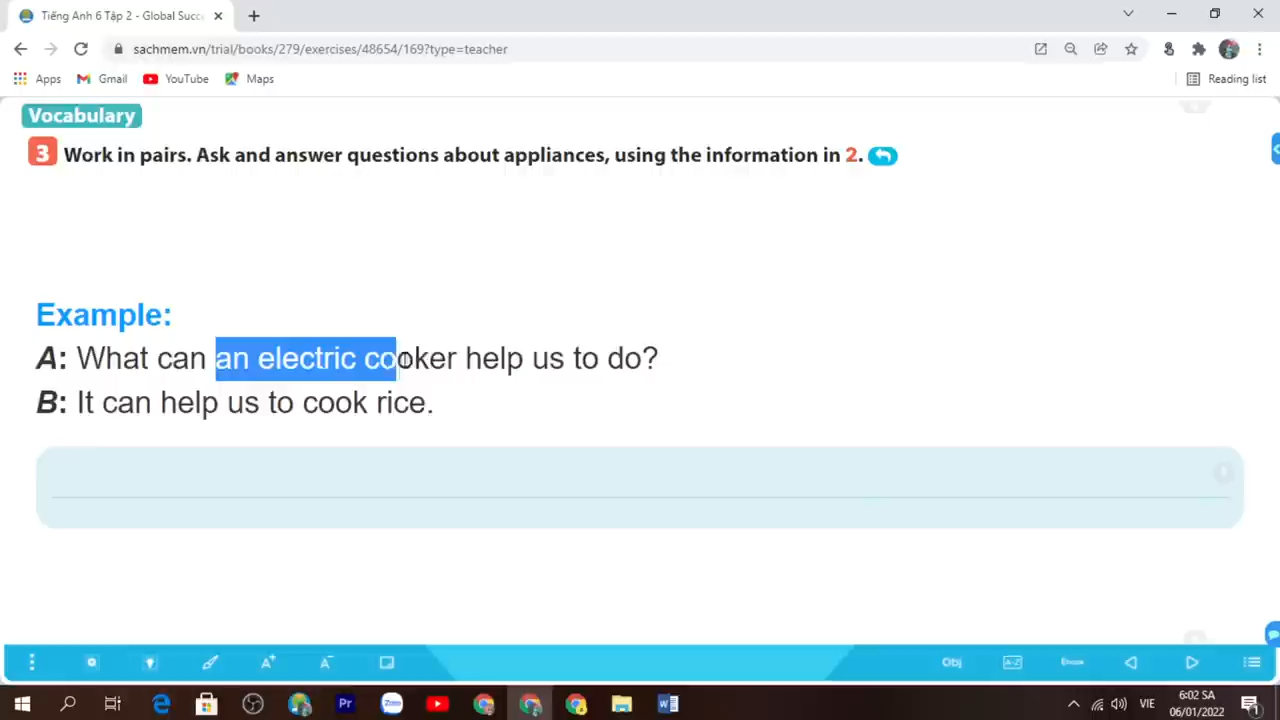 Tiếng Anh 6 Tập 2 - Global Succ
sachmem.vn/trial/books/279/exercises/48654/169?type=teacher
Apps Gmail YouTube Maps Reading list
Vocabulary
3 Work in pairs. Ask and answer questions about appliances, using the information in 2.
Example:
A: What can an electric cooker help us to do?
B: It can help us to cook rice.
A+ A- Obj A-Z
Pr Zoom VIE
6:02 SA
06/01/2022